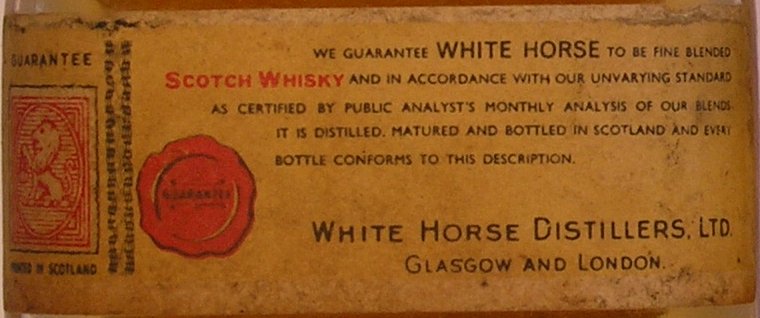 GUARANTEE
WE GUARANTEE WHITE HORSE TO BE FINE BLENDED
SCOTCH WHISKY AND IN ACCORDANCE WITH OUR UNVARYING STANDARD
AS CERTIFIED BY PUBLIC ANALYST'S MONTHLY ANALYSIS OF OUR BLENDS.
IT IS DISTILLED, MATURED AND BOTTLED IN SCOTLAND AND EVERY
BOTTLE CONFORMS TO THIS DESCRIPTION.
GUARANTEE
WHITE HORSE DISTILLERS, LTD.
GLASGOW AND LONDON.
PRINTED IN SCOTLAND